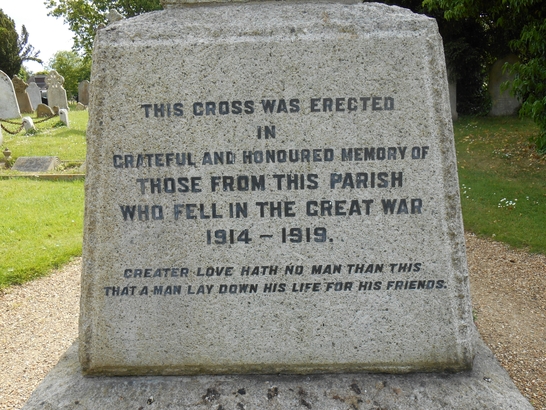 THIS CROSS WAS ERECTED
IN
GRATEFUL AND HONOURED MEMORY OF
THOSE FROM THIS PARISH
WHO FELL IN THE GREAT WAR
1914 - 1919.
GREATER LOVE HATH NO MAN THAN THIS
THAT A MAN LAY DOWN HIS LIFE FOR HIS FRIENDS.